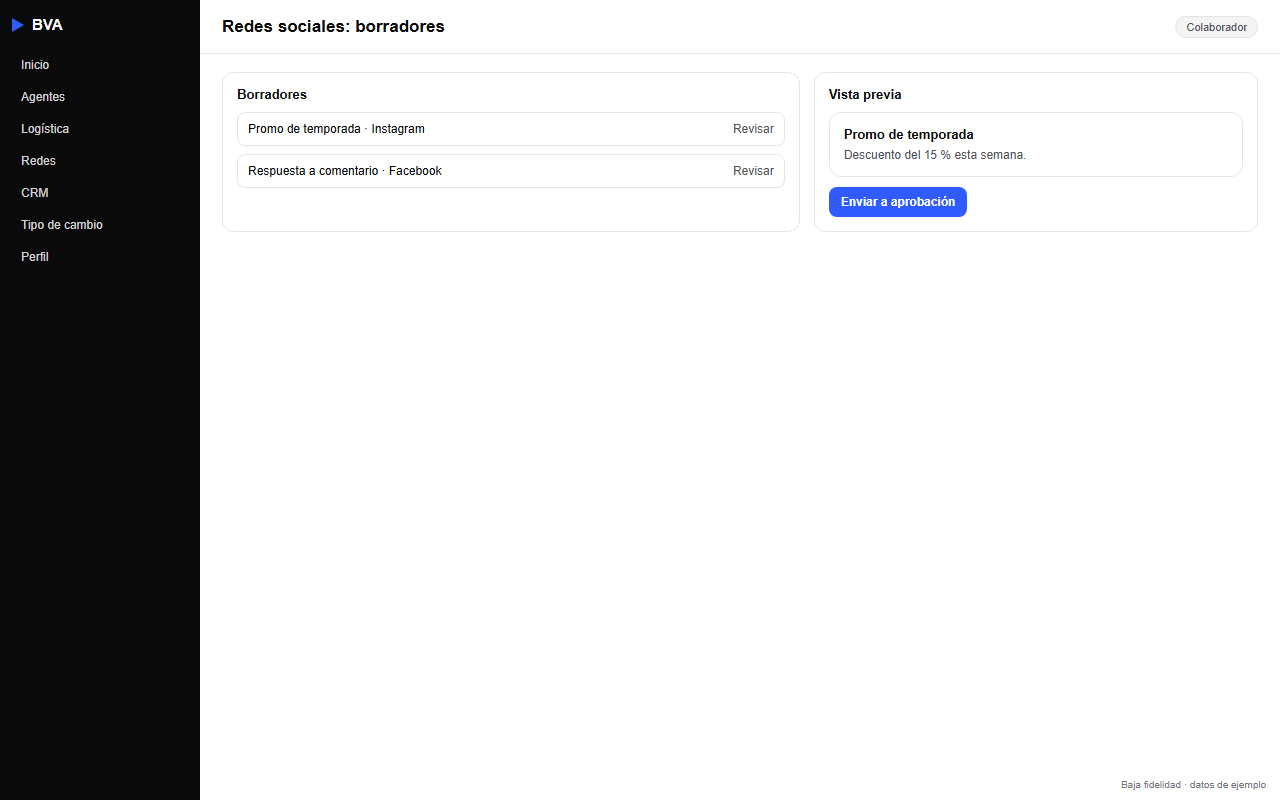 BVA
Inicio
Agentes
Logística
Redes
CRM
Tipo de cambio
Perfil
Redes sociales: borradores
Colaborador
Borradores
Promo de temporada · Instagram Revisar
Respuesta a comentario · Facebook Revisar
Vista previa
Promo de temporada
Descuento del 15 % esta semana.
Enviar a aprobación
Baja fidelidad · datos de ejemplo